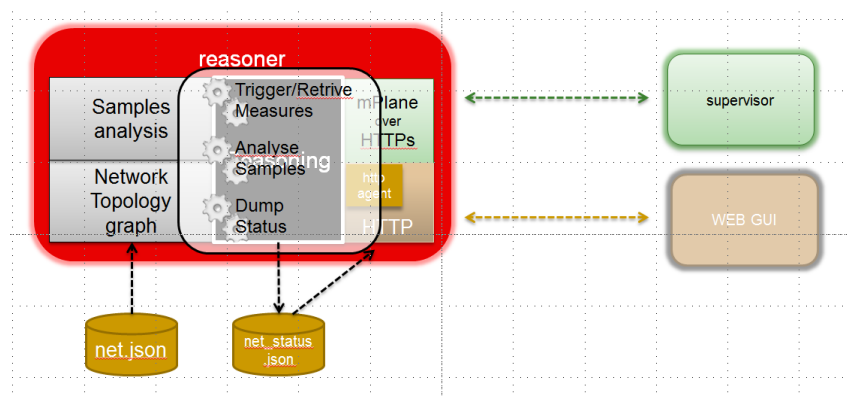 reasoner
Samples
analysis
Network
Topology
graph
Trigger/Retrive
Measures
Analyse
Samples
Dump
Status
reasoning
mPlane
over
HTTPs
http
agent
HTTP
supervisor
WEB GUI
net.json
net_status
.json